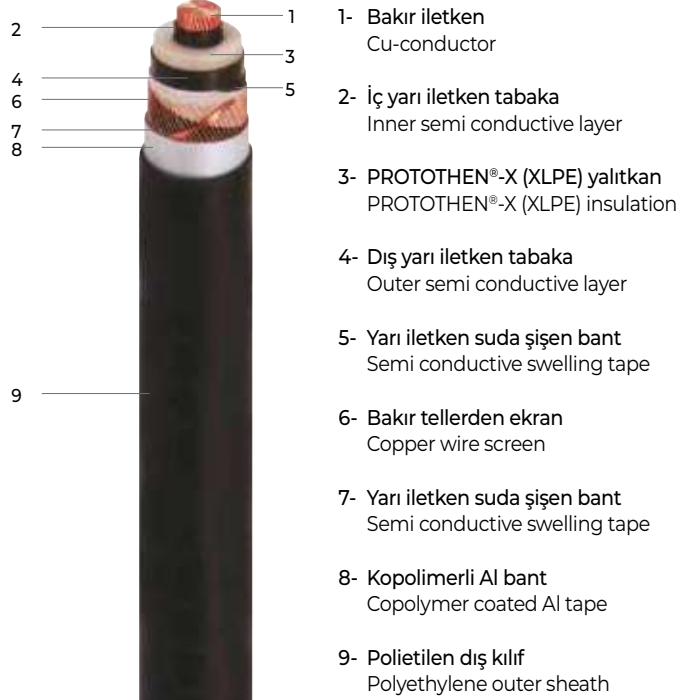 1
2
3
4
5
6
7
8
9
1- Bakır iletken
Cu-conductor
2- İç yarı iletken tabaka
Inner semi conductive layer
3- PROTOTHEN®-X (XLPE) yalıtkan
PROTOTHEN®-X (XLPE) insulation
4- Dış yarı iletken tabaka
Outer semi conductive layer
5- Yarı iletken suda şişen bant
Semi conductive swelling tape
6- Bakır tellerden ekran
Copper wire screen
7- Yarı iletken suda şişen bant
Semi conductive swelling tape
8- Kopolimerli Al bant
Copolymer coated Al tape
9- Polietilen dış kılıf
Polyethylene outer sheath